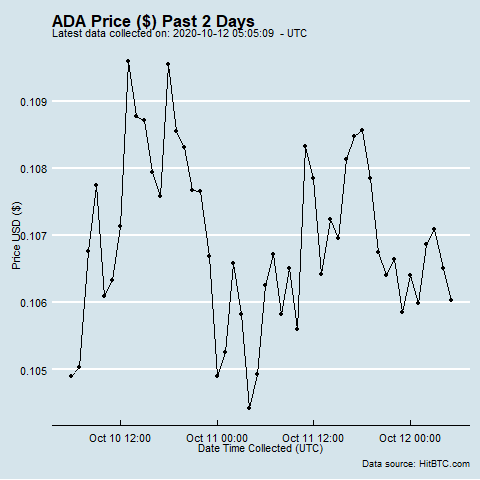 ADA Price ($) Past 2 Days
Latest data collected on: 2020-10-12 05:05:09 - UTC
0.109
0.108
0.107
0.106
0.105
Price USD ($)
Oct 10 12:00
Oct 11 00:00
Oct 11 12:00
Oct 12 00:00
Date Time Collected (UTC)
Data source: HitBTC.com